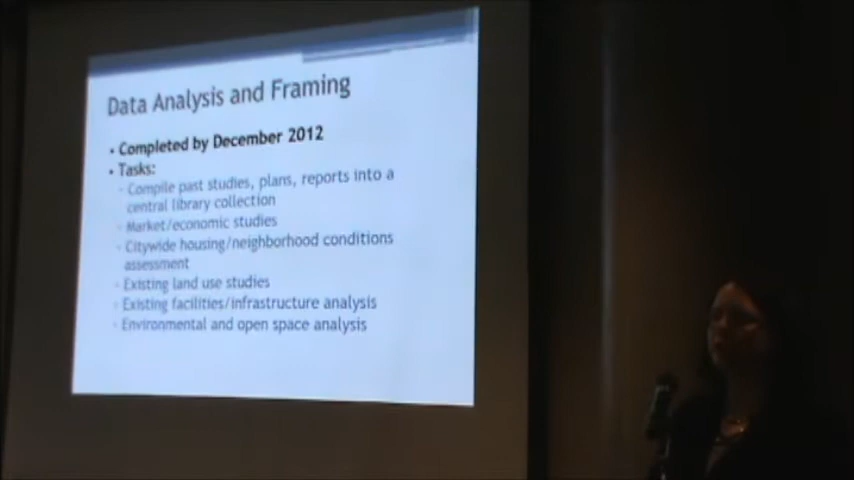 Data Analysis and Framing
• Completed by December 2012
• Tasks:
- Compile past studies, plans, reports into a
central library collection
- Market/economic studies
- Citywide housing/neighborhood conditions
assessment
- Existing land use studies
- Existing facilities/infrastructure analysis
- Environmental and open space analysis